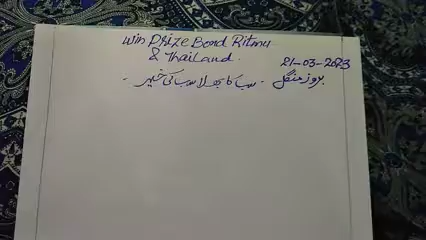 Win Prize Bond Ritmu
& Thailand.
21-03-2023
بروز منگل . سب کا بھلا سب کی خیر .